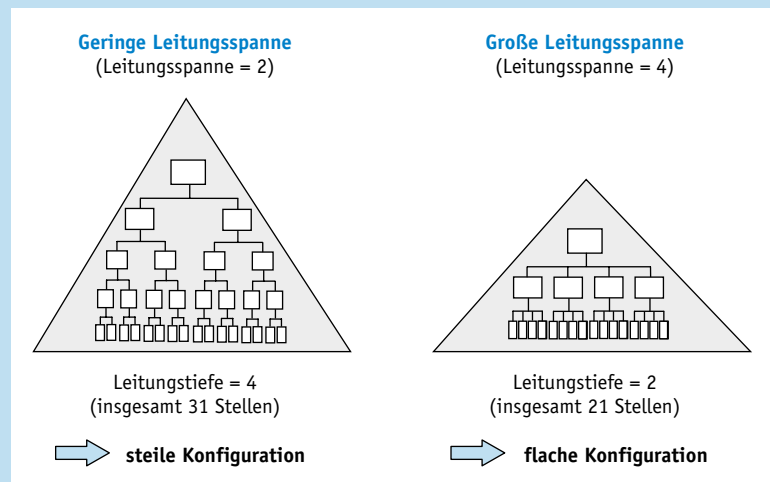 Geringe Leitungsspanne
(Leitungsspanne = 2)
Leitungstiefe = 4
(insgesamt 31 Stellen)
steile Konfiguration
Große Leitungsspanne
(Leitungsspanne = 4)
Leitungstiefe = 2
(insgesamt 21 Stellen)
flache Konfiguration